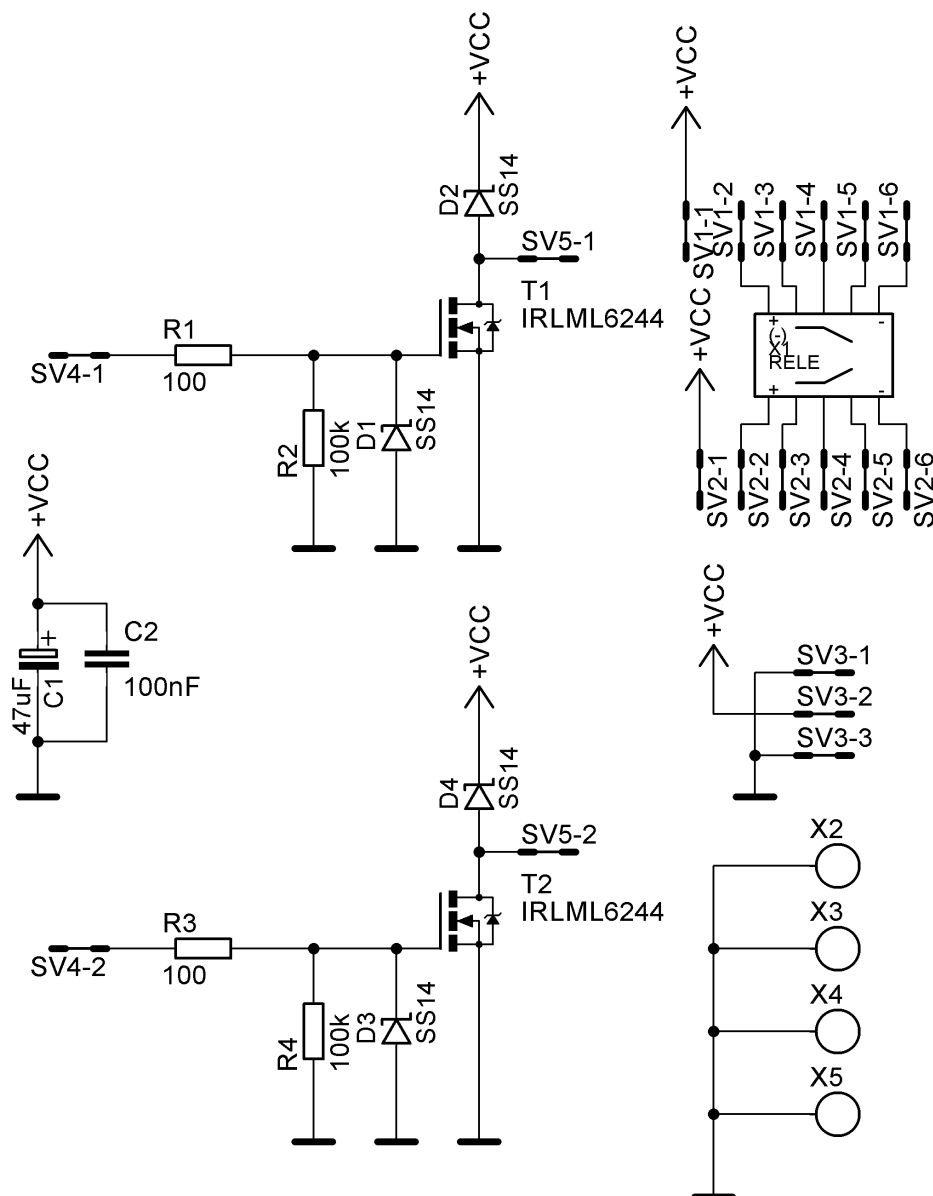 +VCC
D2
SS14
SV5-1
T1
IRLML6244
R1
SV4-1
100
R2
100k
D1
SS14
+VCC
SV1-1
SV1-2
SV1-3
SV1-4
SV1-5
SV1-6
+VCC
+
(-)
X1
RELE
-
+
-
SV2-1
SV2-2
SV2-3
SV2-4
SV2-5
SV2-6
+VCC
+
47uF
C1
C2
100nF
+VCC
D4
SS14
SV5-2
T2
IRLML6244
R3
SV4-2
100
R4
100k
D3
SS14
+VCC
SV3-1
SV3-2
SV3-3
X2
X3
X4
X5